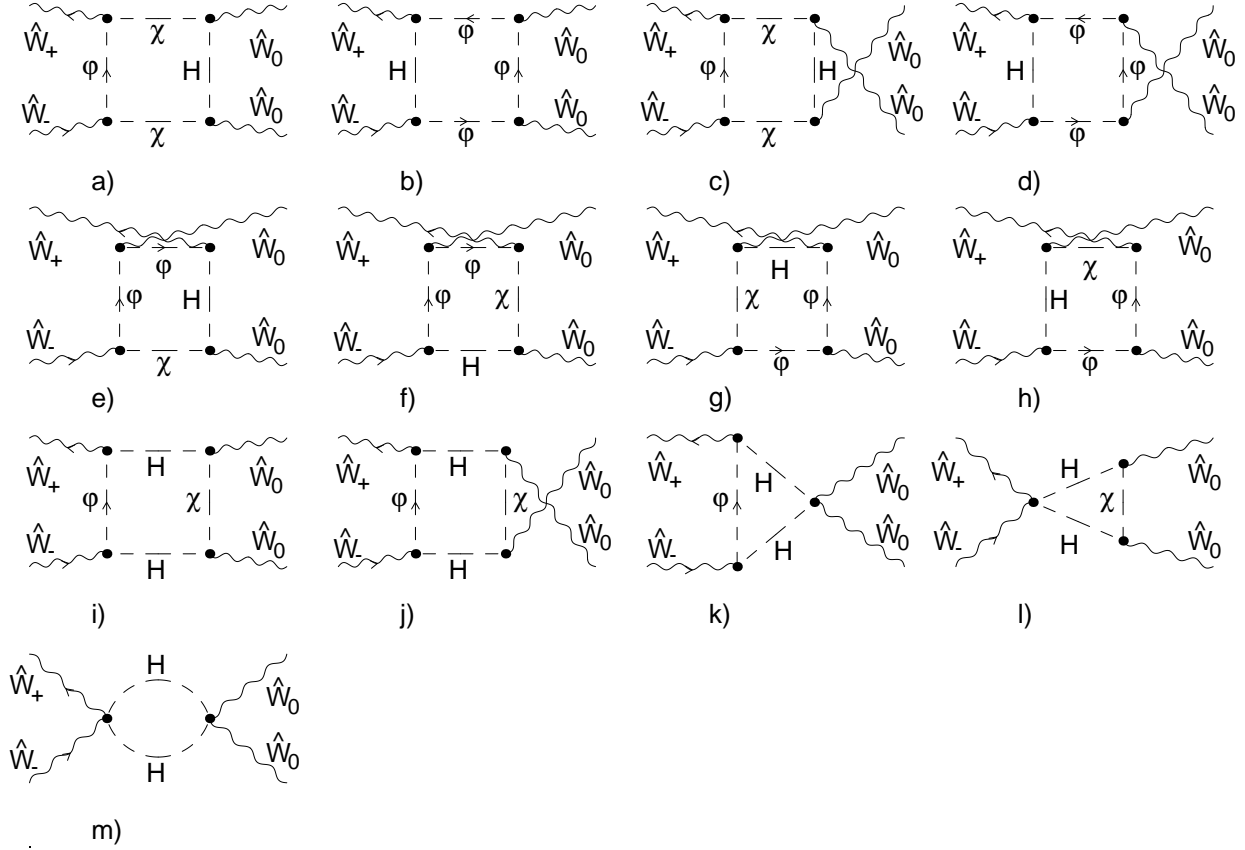 χ χ φ φ
Ŵ+ φ H Ŵ0 Ŵ+ H φ Ŵ0 Ŵ+ φ H Ŵ0 Ŵ+ H φ Ŵ0
Ŵ- χ Ŵ0 Ŵ- φ Ŵ0 Ŵ- χ Ŵ0 Ŵ- φ Ŵ0
a) b) c) d)
Ŵ+ φ Ŵ0 Ŵ+ φ Ŵ0 Ŵ+ H Ŵ0 Ŵ+ χ Ŵ0
φ H φ χ χ φ H φ
Ŵ- χ Ŵ0 Ŵ- H Ŵ0 Ŵ- φ Ŵ0 Ŵ- φ Ŵ0
e) f) g) h)
Ŵ+ H Ŵ0 Ŵ+ H Ŵ0 Ŵ+ H Ŵ0 Ŵ+ H Ŵ0
φ χ φ χ φ χ
Ŵ- H Ŵ0 Ŵ- H Ŵ0 Ŵ- H Ŵ0 Ŵ- H Ŵ0
i) j) k) l)
H
Ŵ+ Ŵ0
Ŵ- Ŵ0
H
m)